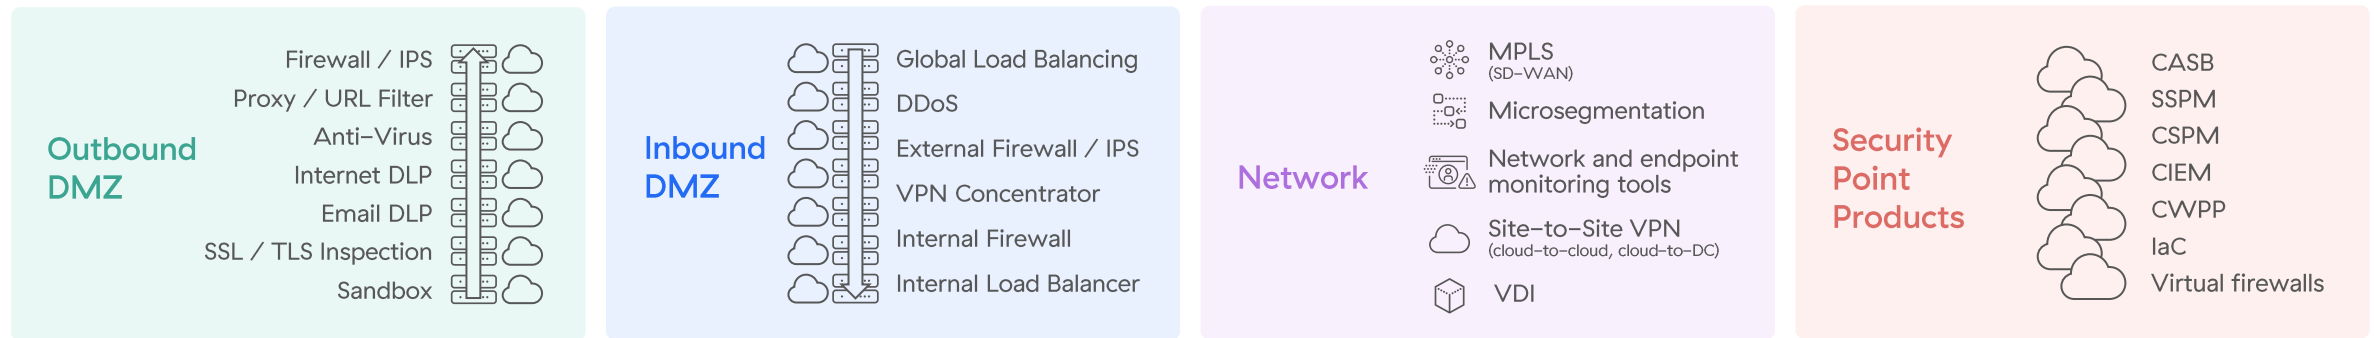 Outbound
DMZ
Firewall / IPS
Proxy / URL Filter
Anti-Virus
Internet DLP
Email DLP
SSL / TLS Inspection
Sandbox
Inbound
DMZ
Global Load Balancing
DDoS
External Firewall / IPS
VPN Concentrator
Internal Firewall
Internal Load Balancer
Network
MPLS
(SD-WAN)
Microsegmentation
Network and endpoint
monitoring tools
Site-to-Site VPN
(cloud-to-cloud, cloud-to-DC)
VDI
Security
Point
Products
CASB
SSPM
CSPM
CIEM
CWPP
IaC
Virtual firewalls